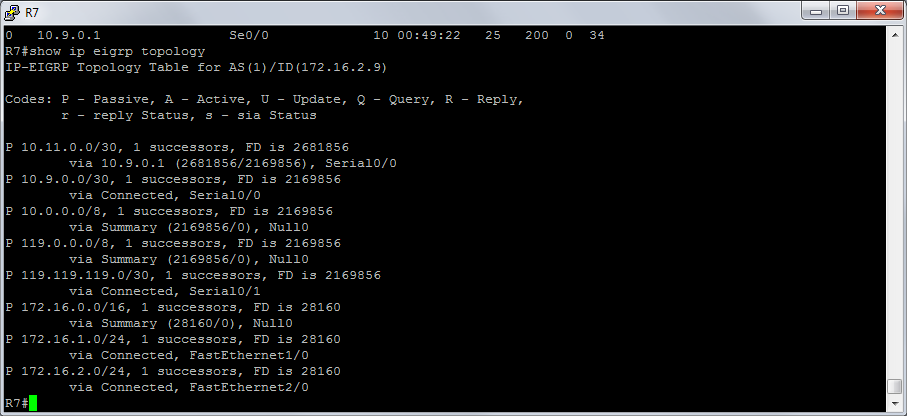 R7
0 10.9.0.1 Se0/0 10 00:49:22 25 200 0 34
R7#show ip eigrp topology
IP-EIGRP Topology Table for AS(1)/ID(172.16.2.9)
Codes: P - Passive, A - Active, U - Update, Q - Query, R - Reply,
r - reply Status, s - sia Status
P 10.11.0.0/30, 1 successors, FD is 2681856
via 10.9.0.1 (2681856/2169856), Serial0/0
P 10.9.0.0/30, 1 successors, FD is 2169856
via Connected, Serial0/0
P 10.0.0.0/8, 1 successors, FD is 2169856
via Summary (2169856/0), Null0
P 119.0.0.0/8, 1 successors, FD is 2169856
via Summary (2169856/0), Null0
P 119.119.119.0/30, 1 successors, FD is 2169856
via Connected, Serial0/1
P 172.16.0.0/16, 1 successors, FD is 28160
via Summary (28160/0), Null0
P 172.16.1.0/24, 1 successors, FD is 28160
via Connected, FastEthernet1/0
P 172.16.2.0/24, 1 successors, FD is 28160
via Connected, FastEthernet2/0
R7#